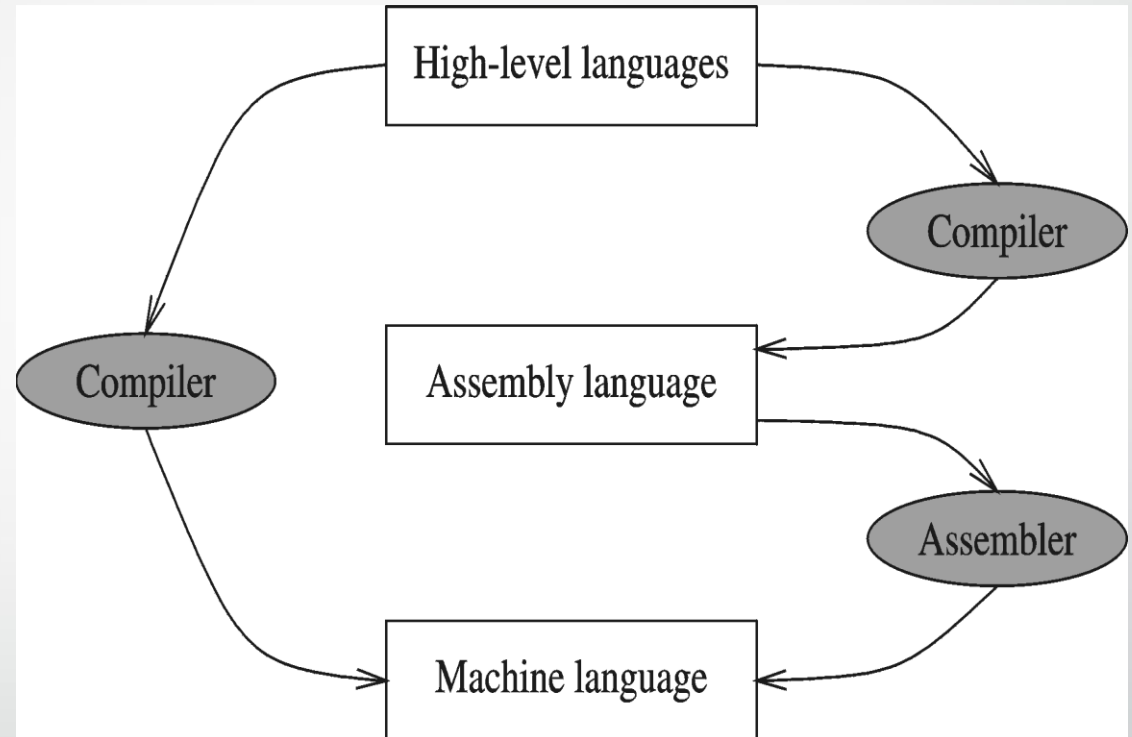 High-level languages
Compiler
Compiler
Assembly language
Assembler
Machine language